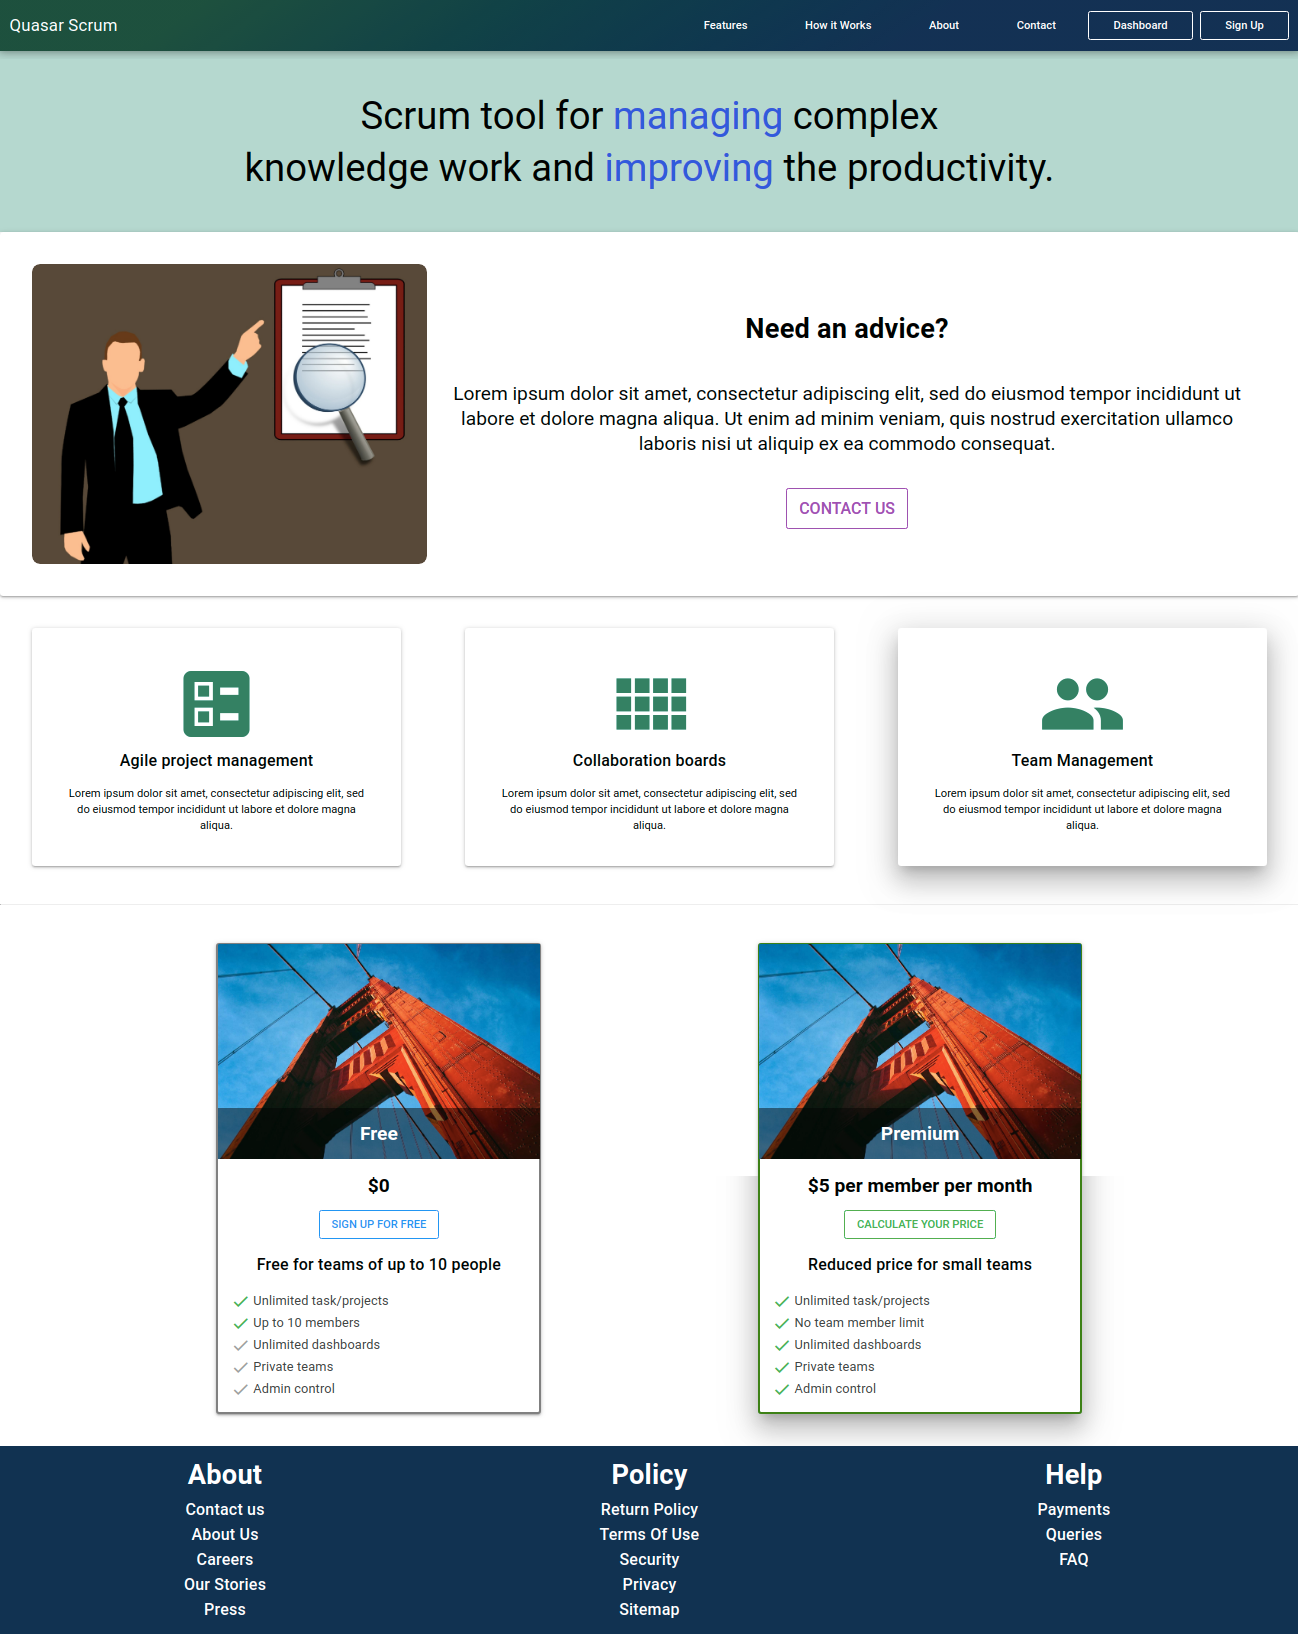 Quasar Scrum
Features
How it Works
About
Contact
Dashboard
Sign Up
Scrum tool for managing complex
knowledge work and improving the productivity.
Need an advice?
Lorem ipsum dolor sit amet, consectetur adipiscing elit, sed do eiusmod tempor incididunt ut
labore et dolore magna aliqua. Ut enim ad minim veniam, quis nostrud exercitation ullamco
laboris nisi ut aliquip ex ea commodo consequat.
CONTACT US
Agile project management
Lorem ipsum dolor sit amet, consectetur adipiscing elit, sed
do eiusmod tempor incididunt ut labore et dolore magna
aliqua.
Collaboration boards
Lorem ipsum dolor sit amet, consectetur adipiscing elit, sed
do eiusmod tempor incididunt ut labore et dolore magna
aliqua.
Team Management
Lorem ipsum dolor sit amet, consectetur adipiscing elit, sed
do eiusmod tempor incididunt ut labore et dolore magna
aliqua.
Free
$0
SIGN UP FOR FREE
Free for teams of up to 10 people
Unlimited task/projects
Up to 10 members
Unlimited dashboards
Private teams
Admin control
Premium
$5 per member per month
CALCULATE YOUR PRICE
Reduced price for small teams
Unlimited task/projects
No team member limit
Unlimited dashboards
Private teams
Admin control
About
Contact us
About Us
Careers
Our Stories
Press
Policy
Return Policy
Terms Of Use
Security
Privacy
Sitemap
Help
Payments
Queries
FAQ